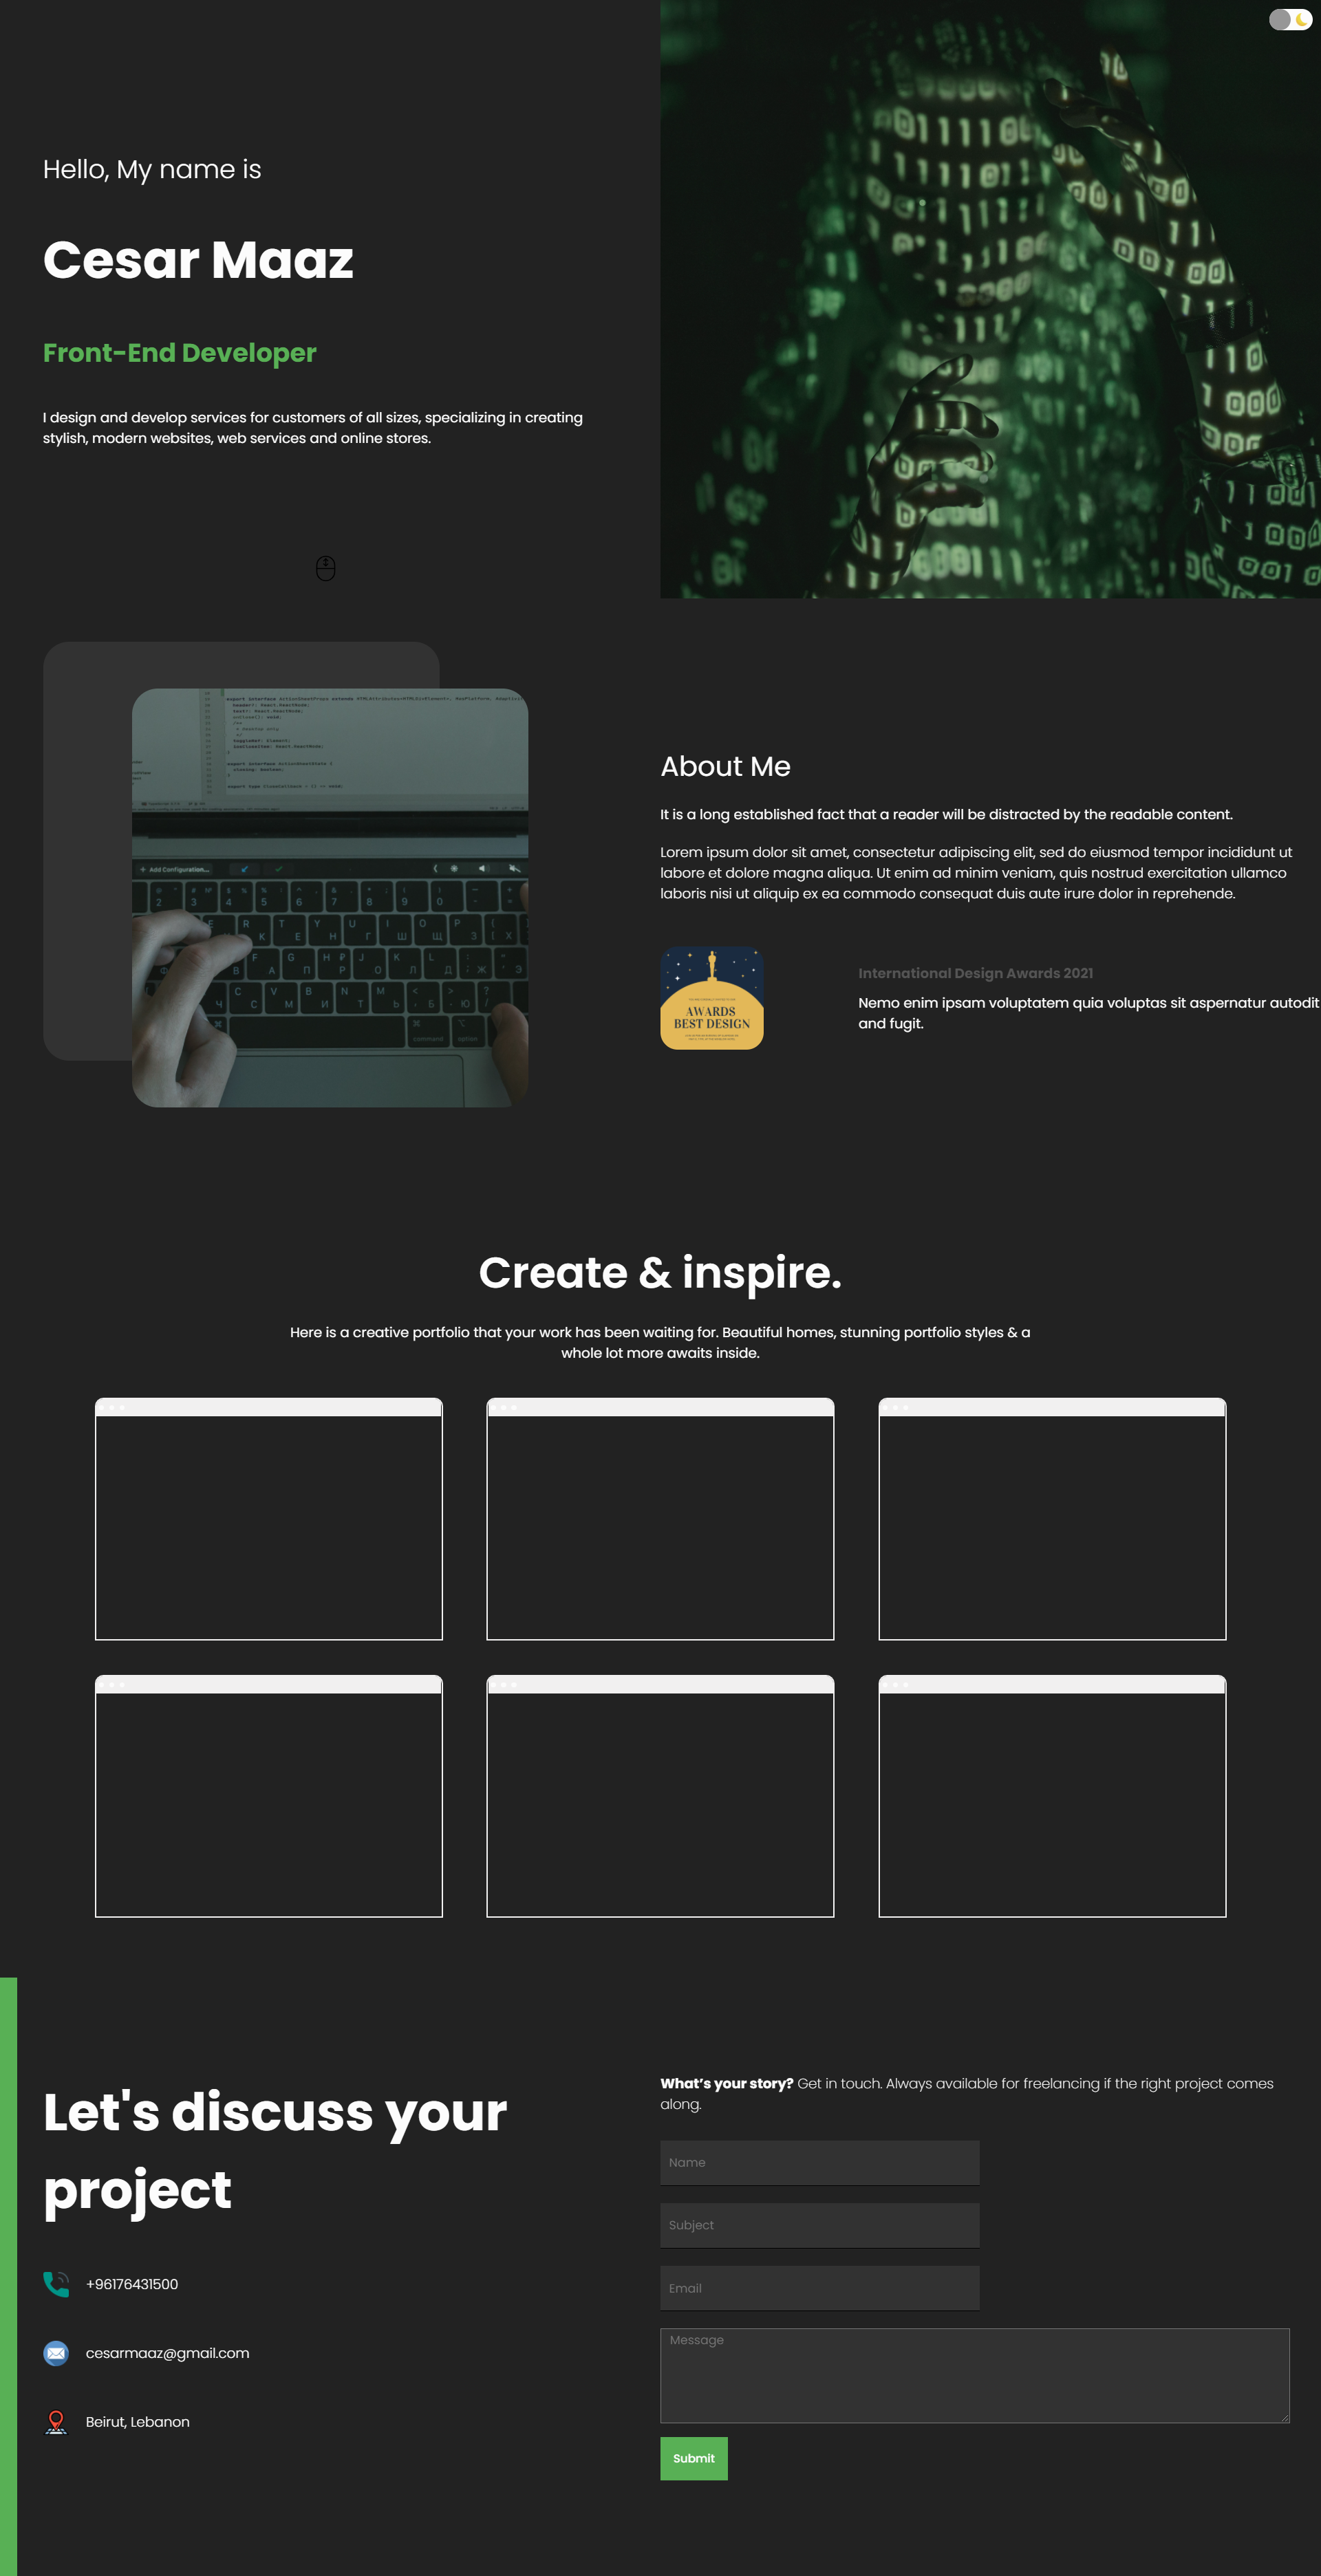 Hello, My name is
Cesar Maaz
Front-End Developer
I design and develop services for customers of all sizes, specializing in creating
stylish, modern websites, web services and online stores.
+ Add Configuration...
command
option
About Me
It is a long established fact that a reader will be distracted by the readable content.
Lorem ipsum dolor sit amet, consectetur adipiscing elit, sed do eiusmod tempor incididunt ut
labore et dolore magna aliqua. Ut enim ad minim veniam, quis nostrud exercitation ullamco
laboris nisi ut aliquip ex ea commodo consequat duis aute irure dolor in reprehende.
AWARDS
BEST DESIGN
International Design Awards 2021
Nemo enim ipsam voluptatem quia voluptas sit aspernatur autodit
and fugit.
Create & inspire.
Here is a creative portfolio that your work has been waiting for. Beautiful homes, stunning portfolio styles & a
whole lot more awaits inside.
Let's discuss your
project
+96176431500
cesarmaaz@gmail.com
Beirut, Lebanon
What's your story? Get in touch. Always available for freelancing if the right project comes
along.
Name
Subject
Email
Message
Submit